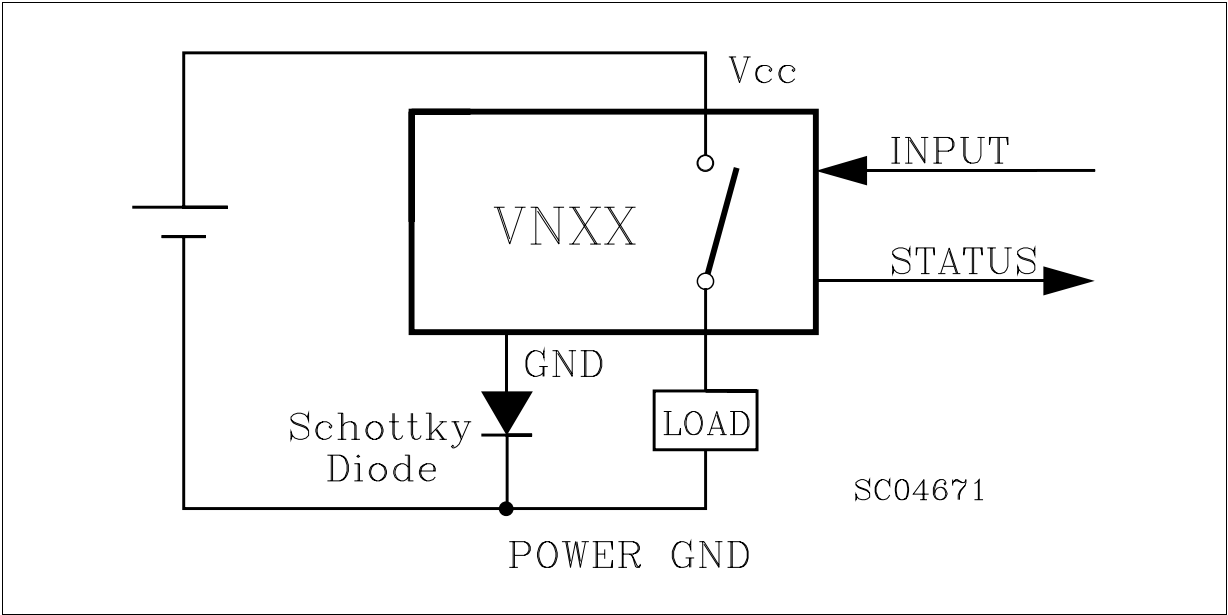 Vcc
INPUT
VNXX
STATUS
GND
Schottky
Diode
LOAD
SC04671
POWER GND